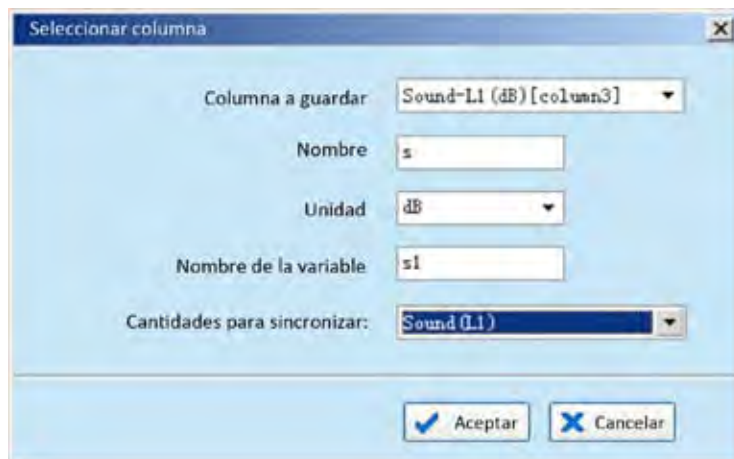 Seleccionar columna
Columna a guardar Sound-L1(dB)[column3]
Nombre s
Unidad dB
Nombre de la variable s1
Cantidades para sincronizar: Sound(L1)
Aceptar Cancelar